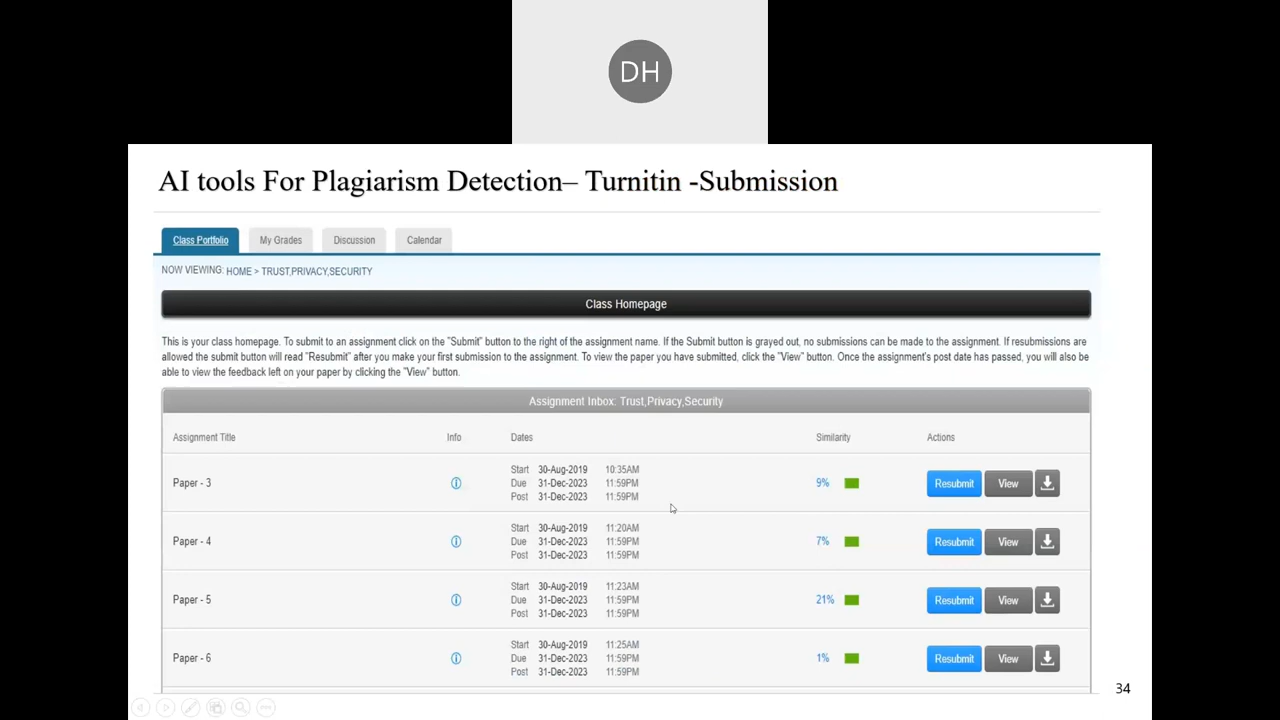 DH
AI tools For Plagiarism Detection– Turnitin -Submission
Class Portfolio My Grades Discussion Calendar
NOW VIEWING: HOME > TRUST,PRIVACY,SECURITY
Class Homepage
This is your class homepage. To submit to an assignment click on the "Submit" button to the right of the assignment name. If the Submit button is grayed out, no submissions can be made to the assignment. If resubmissions are
allowed the submit button will read "Resubmit" after you make your first submission to the assignment. To view the paper you have submitted, click the "View" button. Once the assignment's post date has passed, you will also be
able to view the feedback left on your paper by clicking the "View" button.
Assignment Inbox: Trust,Privacy,Security
Assignment Title Info Dates Similarity Actions
Start 30-Aug-2019 10:35AM
Paper - 3 Due 31-Dec-2023 11:59PM 9% Resubmit View
Post 31-Dec-2023 11:59PM
Start 30-Aug-2019 11:20AM
Paper - 4 Due 31-Dec-2023 11:59PM 7% Resubmit View
Post 31-Dec-2023 11:59PM
Start 30-Aug-2019 11:23AM
Paper - 5 Due 31-Dec-2023 11:59PM 21% Resubmit View
Post 31-Dec-2023 11:59PM
Start 30-Aug-2019 11:25AM
Paper - 6 Due 31-Dec-2023 11:59PM 1% Resubmit View
Post 31-Dec-2023 11:59PM
34